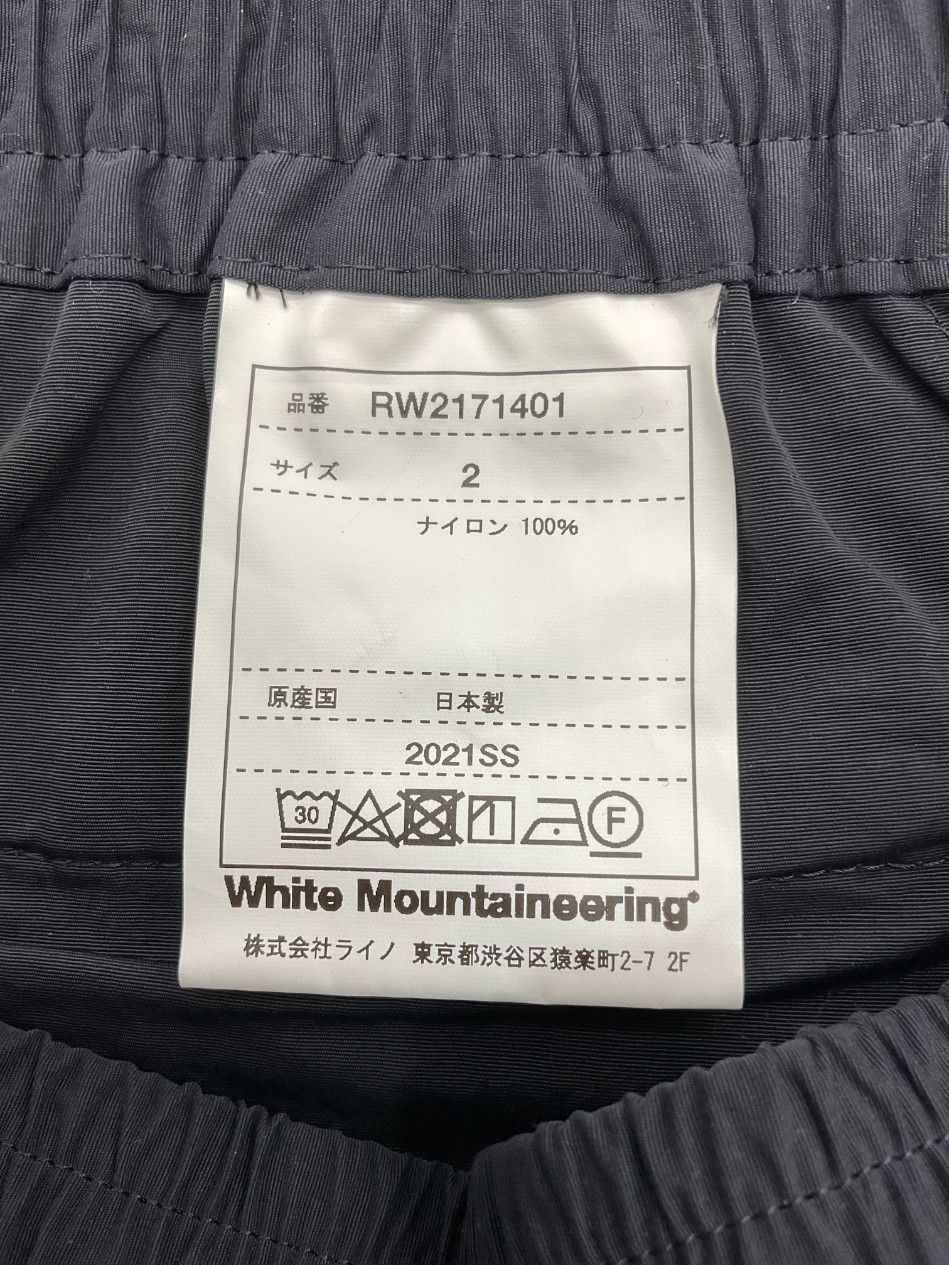 品番 RW2171401
サイズ 2
ナイロン 100%
原産国 日本製
2021SS
30 F
White Mountaineering®
株式会社ライノ 東京都渋谷区猿楽町2-7 2F